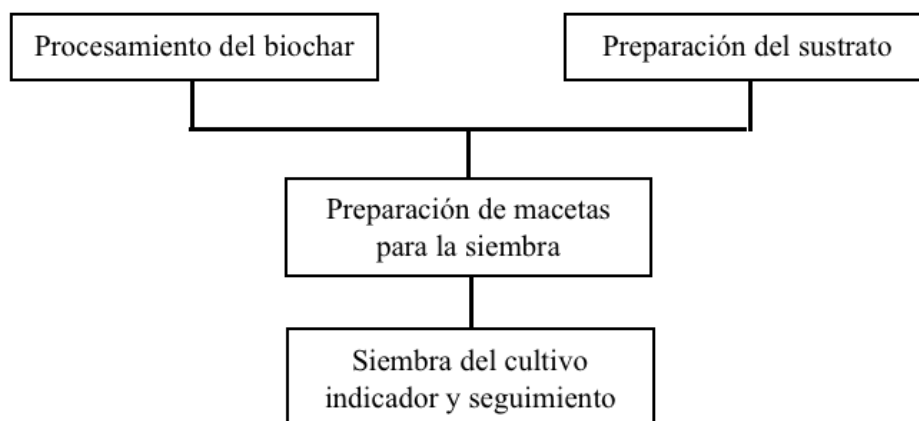 Procesamiento del biochar
Preparación del sustrato
Preparación de macetas
para la siembra
Siembra del cultivo
indicador y seguimiento